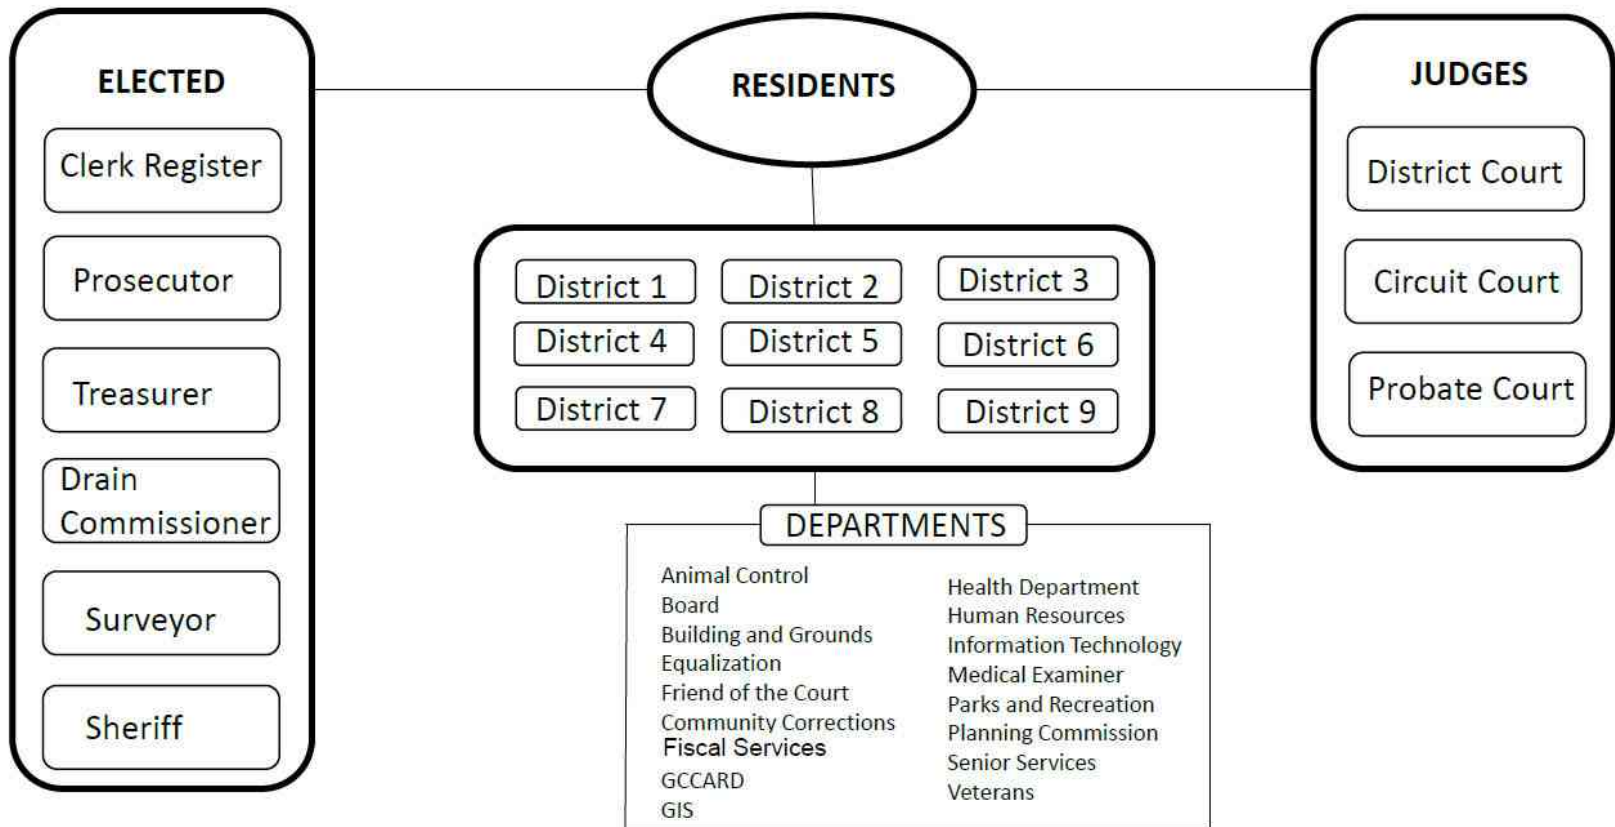 ELECTED
Clerk Register
Prosecutor
Treasurer
Drain
Commissioner
Surveyor
Sheriff
RESIDENTS
District 1
District 2
District 3
District 4
District 5
District 6
District 7
District 8
District 9
DEPARTMENTS
Animal Control
Board
Building and Grounds
Equalization
Friend of the Court
Community Corrections
Fiscal Services
GCCARD
GIS
Health Department
Human Resources
Information Technology
Medical Examiner
Parks and Recreation
Planning Commission
Senior Services
Veterans
JUDGES
District Court
Circuit Court
Probate Court